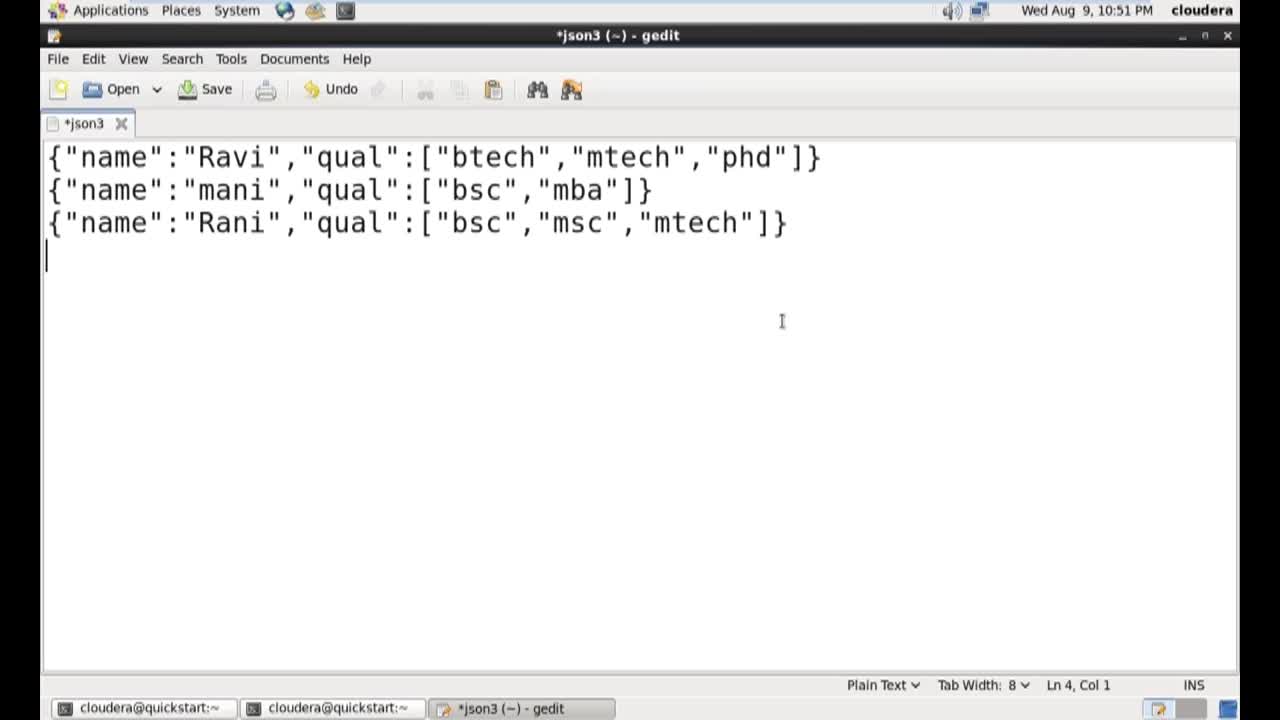 Applications Places System Wed Aug 9, 10:51 PM cloudera
*json3 (~) - gedit
File Edit View Search Tools Documents Help
Open Save Undo
*json3
{"name":"Ravi","qual":["btech","mtech","phd"]}
{"name":"mani","qual":["bsc","mba"]}
{"name":"Rani","qual":["bsc","msc","mtech"]}
Plain Text Tab Width: 8 Ln 4, Col 1 INS
cloudera@quickstart:~ cloudera@quickstart:~ *json3 (~) - gedit